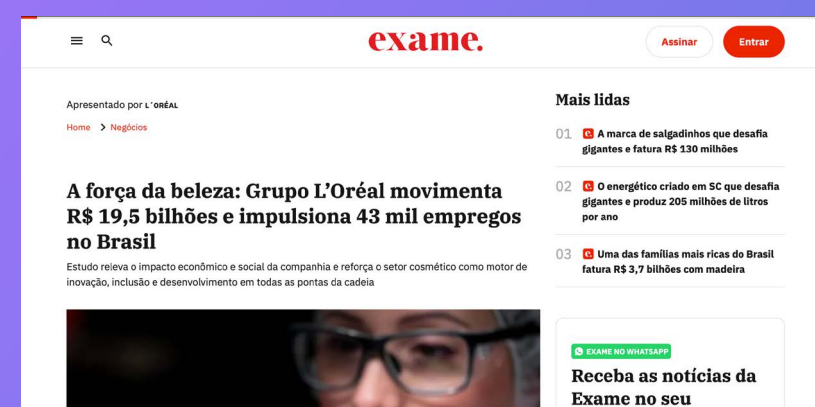 exame.
Assinar
Entrar
Apresentado por L´ORÉAL
Home > Negócios
A força da beleza: Grupo L’Oréal movimenta
R$ 19,5 bilhões e impulsiona 43 mil empregos
no Brasil
Estudo releva o impacto econômico e social da companhia e reforça o setor cosmético como motor de
inovação, inclusão e desenvolvimento em todas as pontas da cadeia
Mais lidas
01 e. A marca de salgadinhos que desafia
gigantes e fatura R$ 130 milhões
02 e. O energético criado em SC que desafia
gigantes e produz 205 milhões de litros
por ano
03 e. Uma das famílias mais ricas do Brasil
fatura R$ 3,7 bilhões com madeira
EXAME NO WHATSAPP
Receba as notícias da
Exame no seu